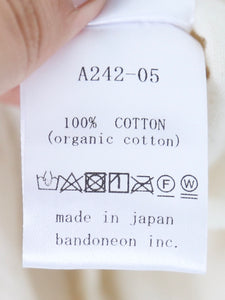 A242-05
100% COTTON
(organic cotton)
made in japan
bandoneon inc.